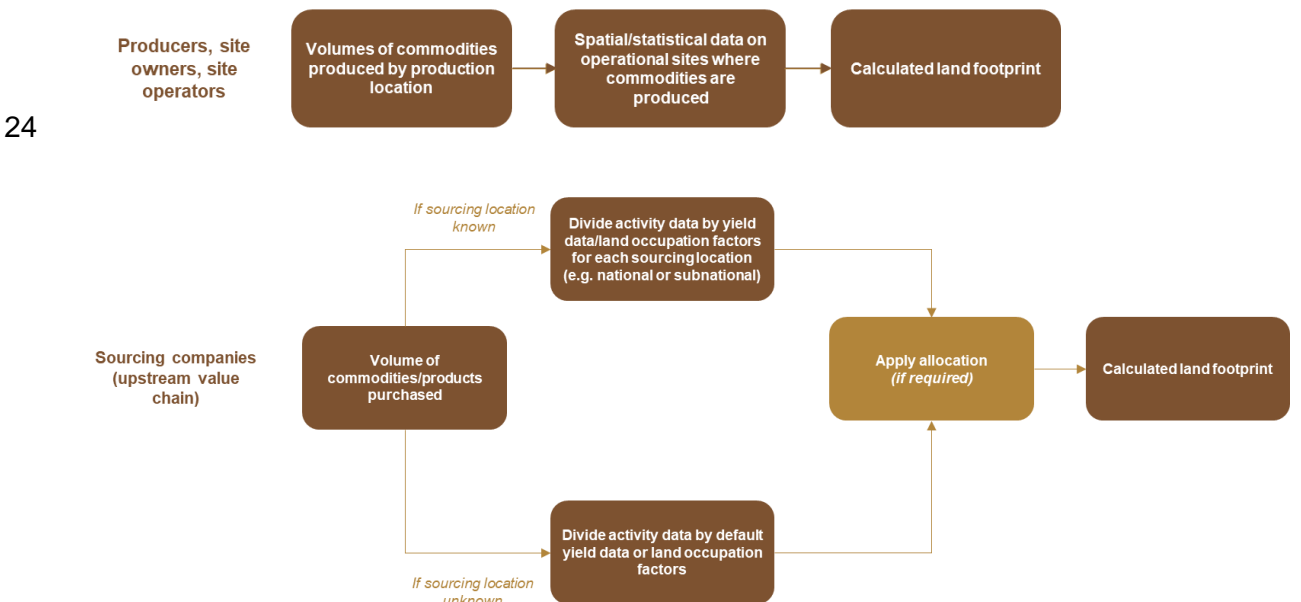 Producers, site
owners, site
operators
Volumes of commodities
produced by production
location
Spatial/statistical data on
operational sites where
commodities are
produced
Calculated land footprint
24
If sourcing location
known
Divide activity data by yield
data/land occupation factors
for each sourcing location
(e.g. national or subnational)
Sourcing companies
(upstream value
chain)
Volume of
commodities/products
purchased
Apply allocation
(if required)
Calculated land footprint
Divide activity data by default
yield data or land occupation
factors
If sourcing location
unknown